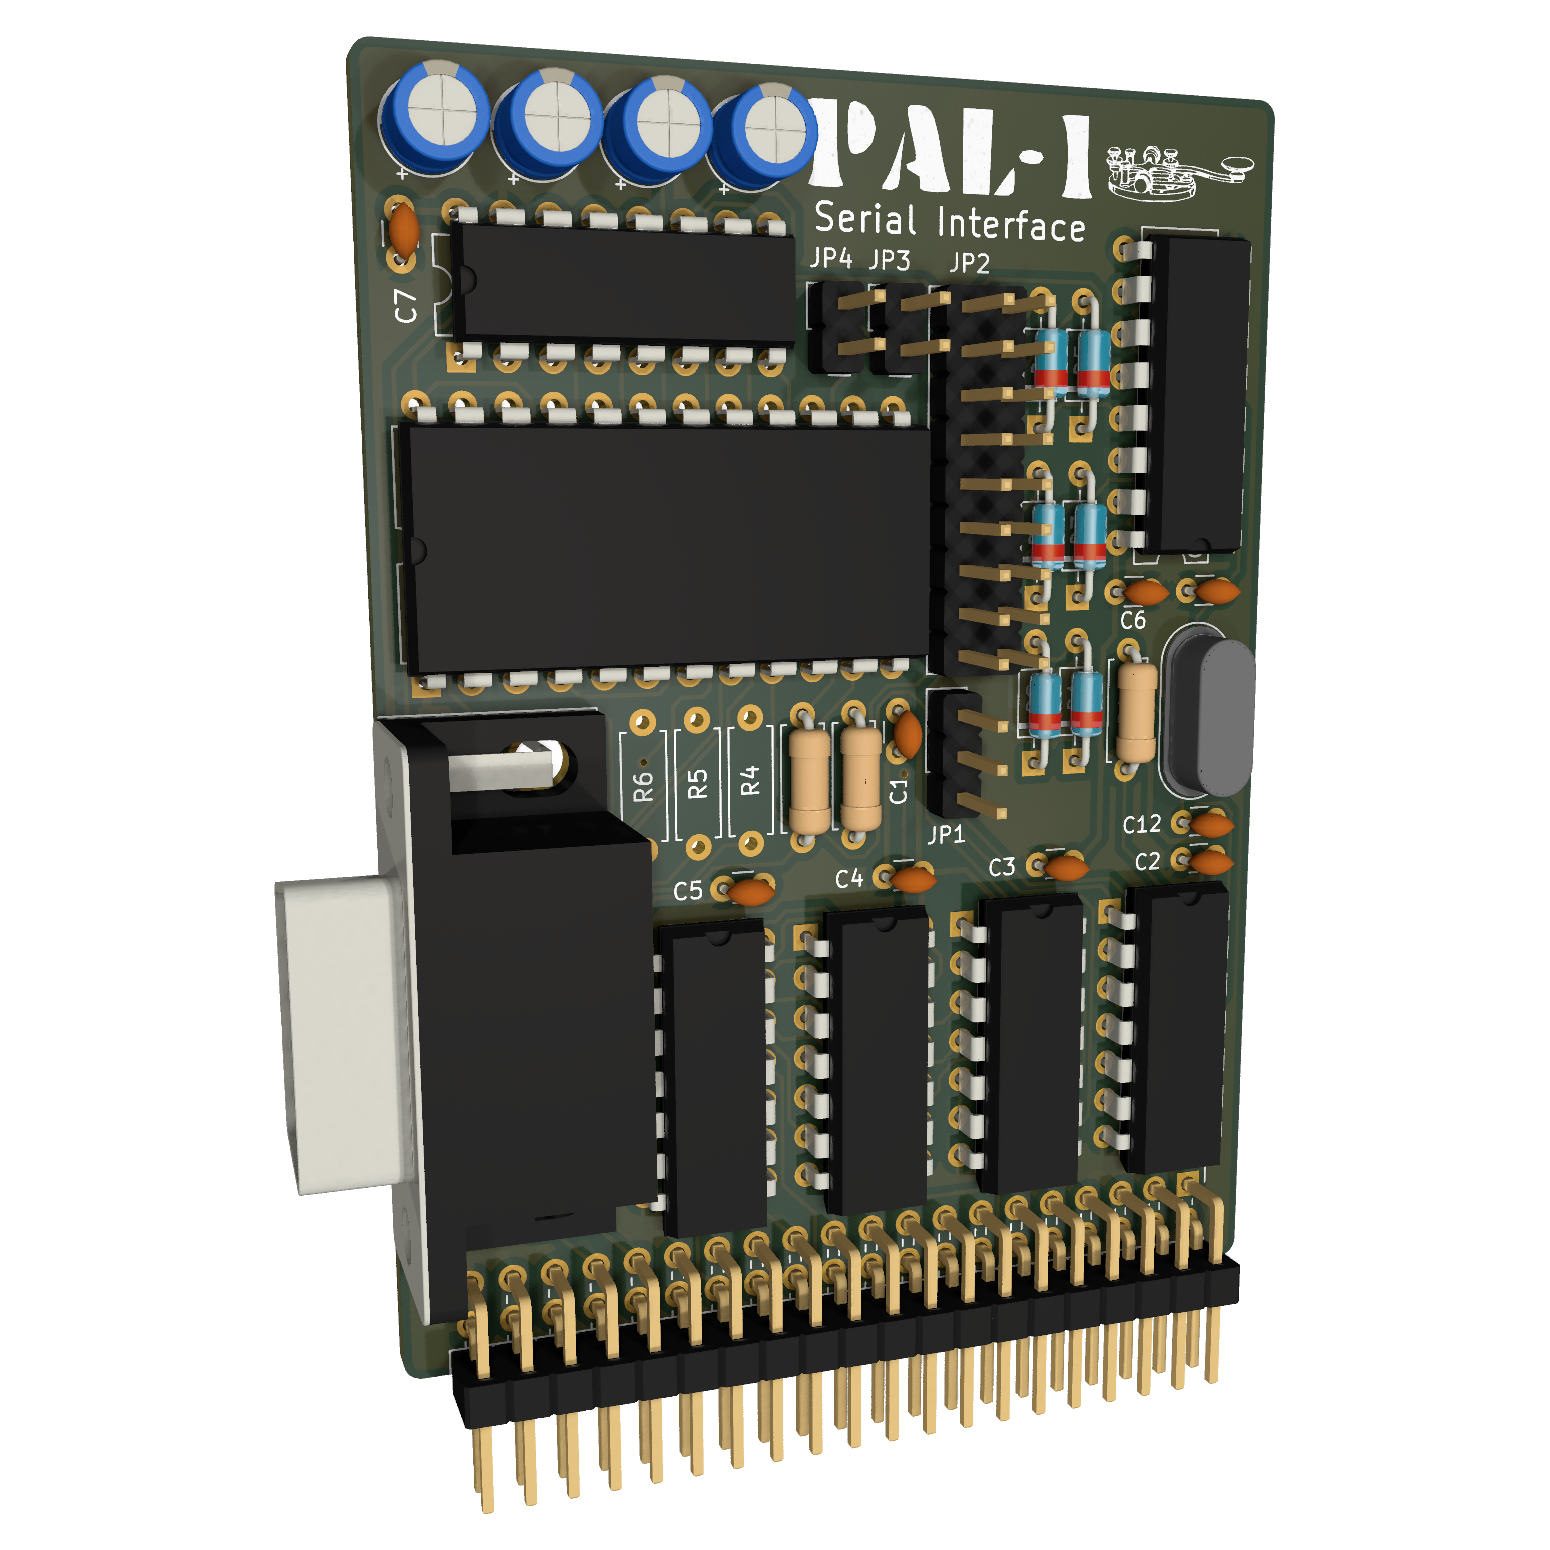 PAL-1
Serial Interface
JP4 JP3 JP2
C7
C6
R6 R5 R4
C1
JP1
C12
C2
C3
C4
C5